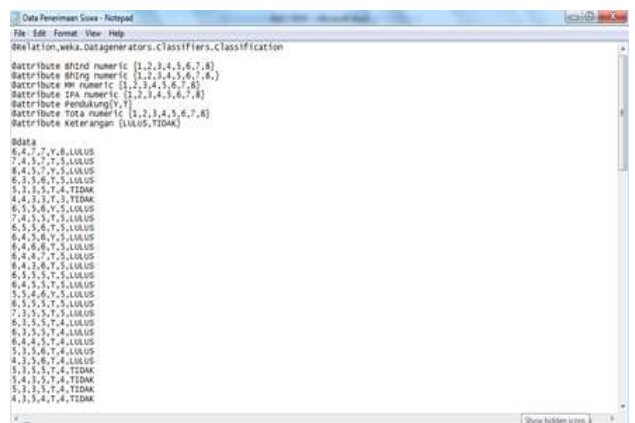 Data Penerimaan Siswa - Notepad
File Edit Format View Help
@Relation,weka.Datagenerators.Classifiers.Classification
@attribute BhInd numeric {1,2,3,4,5,6,7,8}
@attribute BhIng numeric {1,2,3,4,5,6,7,8,}
@attribute MM numeric {1,2,3,4,5,6,7,8}
@attribute IPA numeric {1,2,3,4,5,6,7,8}
@attribute Pendukung{Y,T}
@attribute Tota numeric {1,2,3,4,5,6,7,8}
@attribute Keterangan {LULUS,TIDAK}
@data
6,4,7,7,Y,6,LULUS
7,4,5,7,T,5,LULUS
6,4,5,7,Y,5,LULUS
6,3,5,6,T,5,LULUS
5,3,3,5,T,4,TIDAK
4,4,3,3,T,3,TIDAK
6,5,5,6,Y,5,LULUS
7,4,5,5,T,5,LULUS
6,5,5,6,T,5,LULUS
6,4,5,6,Y,5,LULUS
6,4,6,6,T,5,LULUS
6,4,4,7,T,5,LULUS
6,4,3,6,T,5,LULUS
6,5,5,5,T,5,LULUS
6,4,5,5,T,5,LULUS
5,5,4,6,Y,5,LULUS
6,5,5,5,T,5,LULUS
7,3,5,5,T,5,LULUS
6,3,5,5,T,4,LULUS
6,3,5,5,T,4,LULUS
6,4,4,5,T,4,LULUS
5,3,5,6,T,4,LULUS
4,3,5,6,T,4,LULUS
5,3,5,5,T,4,TIDAK
5,4,3,5,T,4,TIDAK
5,3,3,5,T,4,TIDAK
4,3,5,4,T,4,TIDAK
Show hidden icons